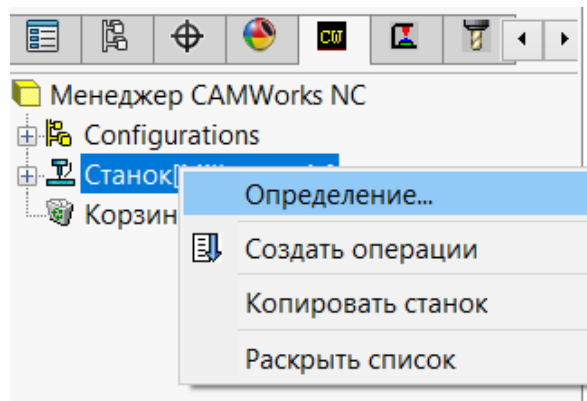 CW
Менеджер CAMWorks NC
Configurations
Станок[
Корзин
Определение...
Создать операции
Копировать станок
Раскрыть список